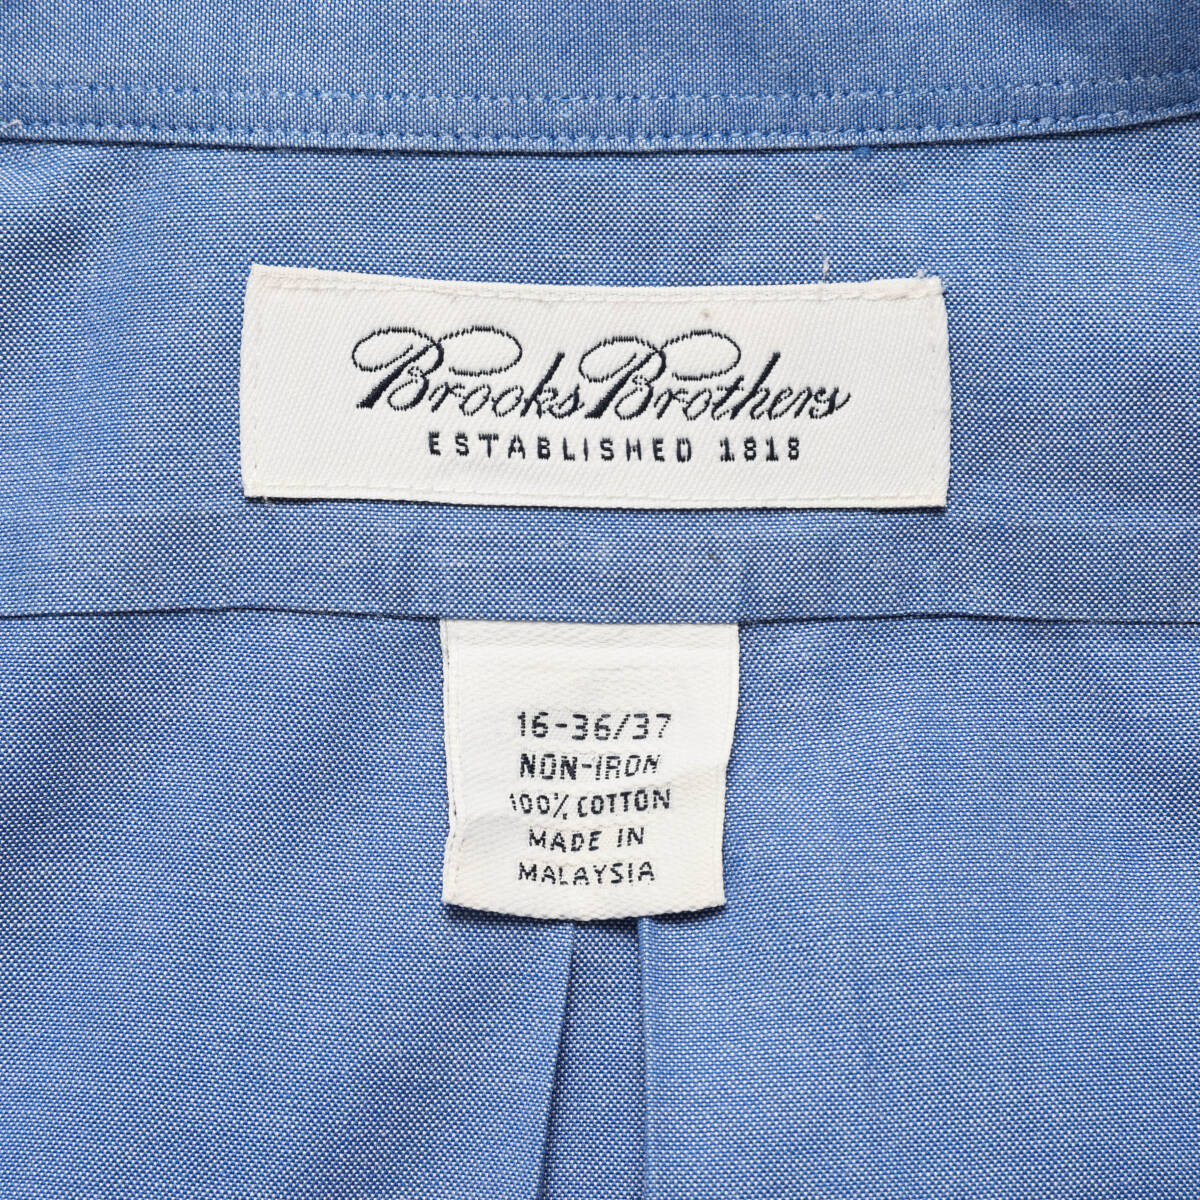 Brooks Brothers
ESTABLISHED 1818
16-36/37
NON-IRON
100% COTTON
MADE IN
MALAYSIA